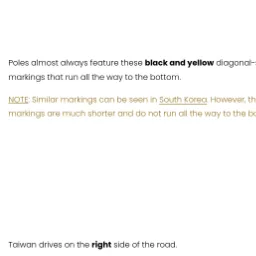 Poles almost always feature these black and yellow diagonal-
markings that run all the way to the bottom.
NOTE: Similar markings can be seen in South Korea. However, th
markings are much shorter and do not run all the way to the bo
Taiwan drives on the right side of the road.